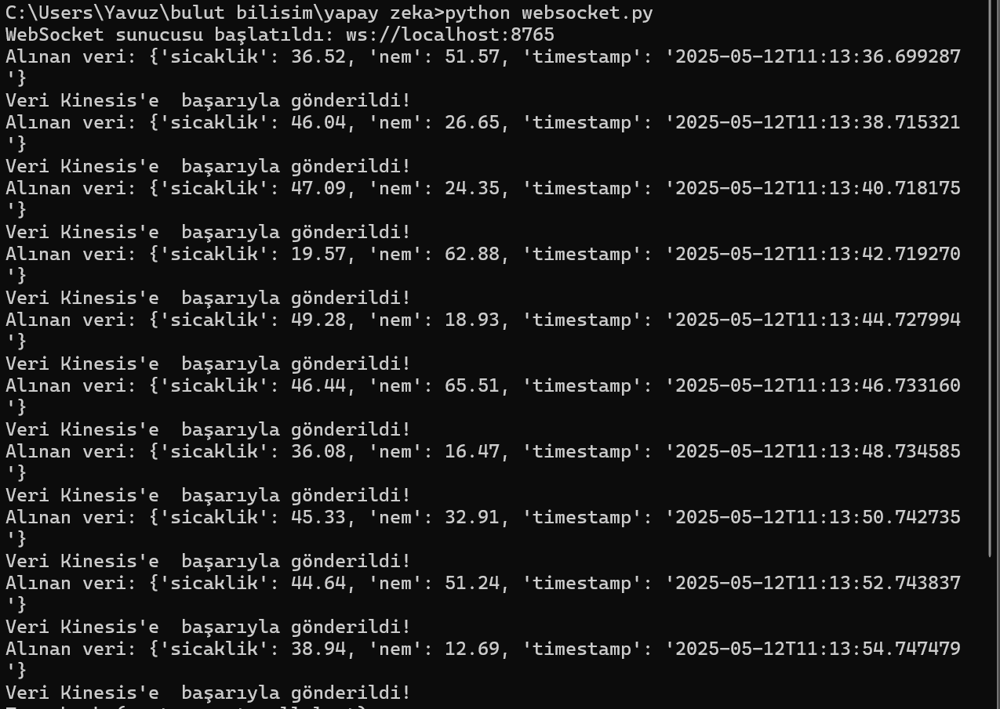 C:\Users\Yavuz\bulut bilisim\yapay zeka>python websocket.py
WebSocket sunucusu başlatıldı: ws://localhost:8765
Alınan veri: {'sicaklik': 36.52, 'nem': 51.57, 'timestamp': '2025-05-12T11:13:36.699287
'}
Veri Kinesis'e  başarıyla gönderildi!
Alınan veri: {'sicaklik': 46.04, 'nem': 26.65, 'timestamp': '2025-05-12T11:13:38.715321
'}
Veri Kinesis'e  başarıyla gönderildi!
Alınan veri: {'sicaklik': 47.09, 'nem': 24.35, 'timestamp': '2025-05-12T11:13:40.718175
'}
Veri Kinesis'e  başarıyla gönderildi!
Alınan veri: {'sicaklik': 19.57, 'nem': 62.88, 'timestamp': '2025-05-12T11:13:42.719270
'}
Veri Kinesis'e  başarıyla gönderildi!
Alınan veri: {'sicaklik': 49.28, 'nem': 18.93, 'timestamp': '2025-05-12T11:13:44.727994
'}
Veri Kinesis'e  başarıyla gönderildi!
Alınan veri: {'sicaklik': 46.44, 'nem': 65.51, 'timestamp': '2025-05-12T11:13:46.733160
'}
Veri Kinesis'e  başarıyla gönderildi!
Alınan veri: {'sicaklik': 36.08, 'nem': 16.47, 'timestamp': '2025-05-12T11:13:48.734585
'}
Veri Kinesis'e  başarıyla gönderildi!
Alınan veri: {'sicaklik': 45.33, 'nem': 32.91, 'timestamp': '2025-05-12T11:13:50.742735
'}
Veri Kinesis'e  başarıyla gönderildi!
Alınan veri: {'sicaklik': 44.64, 'nem': 51.24, 'timestamp': '2025-05-12T11:13:52.743837
'}
Veri Kinesis'e  başarıyla gönderildi!
Alınan veri: {'sicaklik': 38.94, 'nem': 12.69, 'timestamp': '2025-05-12T11:13:54.747479
'}
Veri Kinesis'e  başarıyla gönderildi!